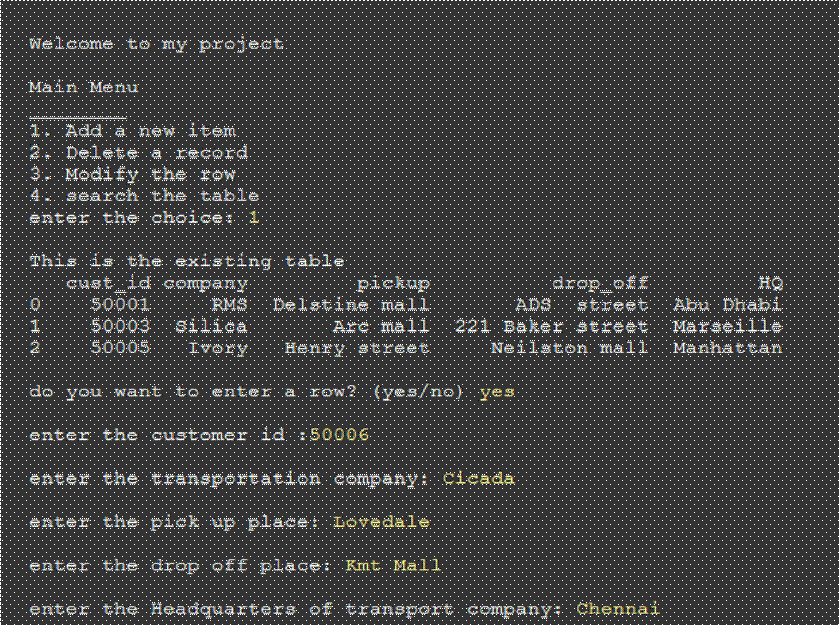 Welcome to my project
Main Menu
________
1. Add a new item
2. Delete a record
3. Modify the row
4. search the table
enter the choice: 1
This is the existing table
cust_id company pickup drop_off HQ
0 50001 RMS Delstine mall ADS street Abu Dhabi
1 50003 Silica Arc mall 221 Baker street Marseille
2 50005 Ivory Henry street Neilston mall Manhattan
do you want to enter a row? (yes/no) yes
enter the customer id :50006
enter the transportation company: Cicada
enter the pick up place: Lovedale
enter the drop off place: Kmt Mall
enter the Headquarters of transport company: Chennai